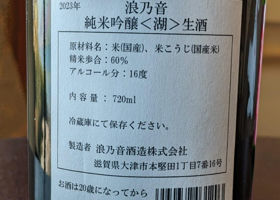 2023年
浪乃音
純米吟醸＜湖＞生酒
原材料名：米(国産)、米こうじ(国産米)
精米歩合：60％
アルコール分：16度
内容量：720ml
冷蔵庫にて保存ください。
製造者 浪乃音酒造株式会社
滋賀県大津市本堅田1丁目7番16号
お酒は20歳になってから